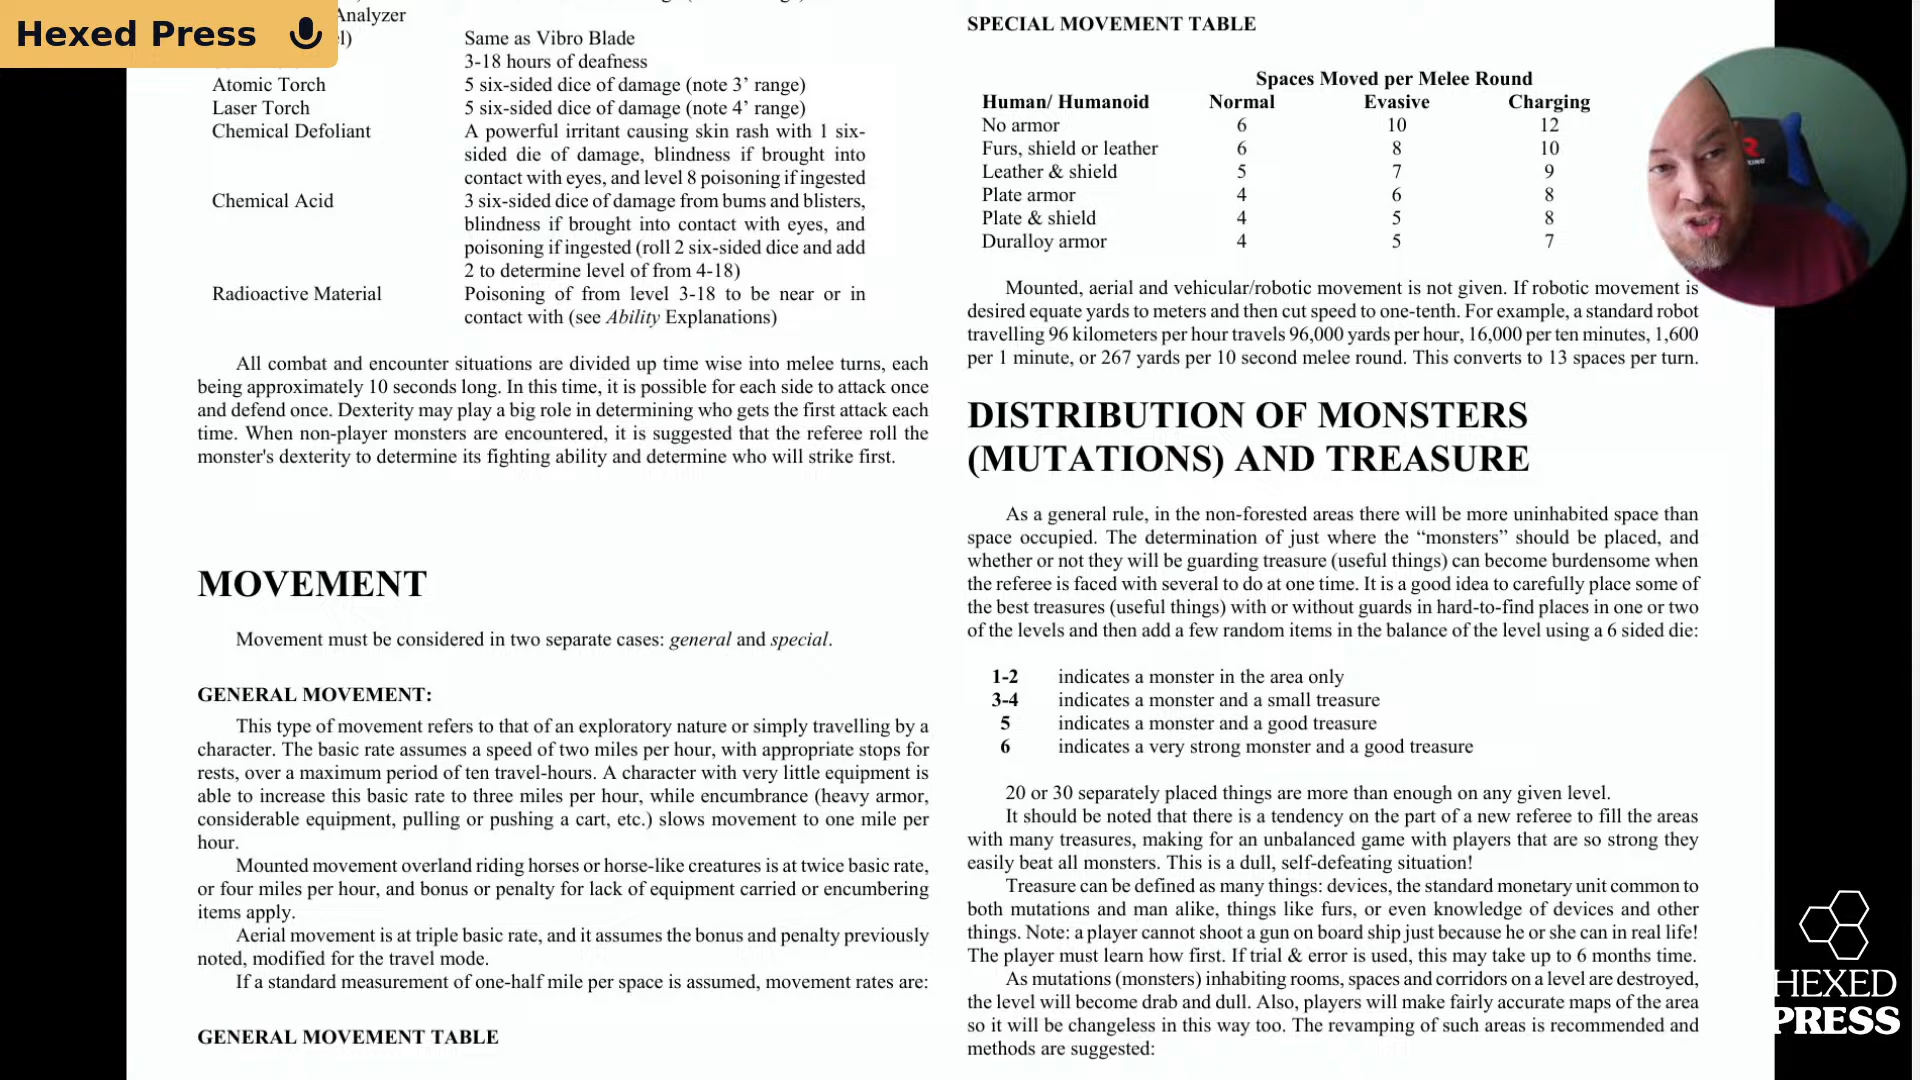 Hexed Press
Analyzer
Same as Vibro Blade
3-18 hours of deafness
Atomic Torch 5 six-sided dice of damage (note 3’ range)
Laser Torch 5 six-sided dice of damage (note 4’ range)
Chemical Defoliant A powerful irritant causing skin rash with 1 six-
sided die of damage, blindness if brought into
contact with eyes, and level 8 poisoning if ingested
Chemical Acid 3 six-sided dice of damage from bums and blisters,
blindness if brought into contact with eyes, and
poisoning if ingested (roll 2 six-sided dice and add
2 to determine level of from 4-18)
Radioactive Material Poisoning of from level 3-18 to be near or in
contact with (see Ability Explanations)
All combat and encounter situations are divided up time wise into melee turns, each
being approximately 10 seconds long. In this time, it is possible for each side to attack once
and defend once. Dexterity may play a big role in determining who gets the first attack each
time. When non-player monsters are encountered, it is suggested that the referee roll the
monster's dexterity to determine its fighting ability and determine who will strike first.
MOVEMENT
Movement must be considered in two separate cases: general and special.
GENERAL MOVEMENT:
This type of movement refers to that of an exploratory nature or simply travelling by a
character. The basic rate assumes a speed of two miles per hour, with appropriate stops for
rests, over a maximum period of ten travel-hours. A character with very little equipment is
able to increase this basic rate to three miles per hour, while encumbrance (heavy armor,
considerable equipment, pulling or pushing a cart, etc.) slows movement to one mile per
hour.
Mounted movement overland riding horses or horse-like creatures is at twice basic rate,
or four miles per hour, and bonus or penalty for lack of equipment carried or encumbering
items apply.
Aerial movement is at triple basic rate, and it assumes the bonus and penalty previously
noted, modified for the travel mode.
If a standard measurement of one-half mile per space is assumed, movement rates are:
GENERAL MOVEMENT TABLE
SPECIAL MOVEMENT TABLE
Spaces Moved per Melee Round
Human/ Humanoid Normal Evasive Charging
No armor 6 10 12
Furs, shield or leather 6 8 10
Leather & shield 5 7 9
Plate armor 4 6 8
Plate & shield 4 5 8
Duralloy armor 4 5 7
Mounted, aerial and vehicular/robotic movement is not given. If robotic movement is
desired equate yards to meters and then cut speed to one-tenth. For example, a standard robot
travelling 96 kilometers per hour travels 96,000 yards per hour, 16,000 per ten minutes, 1,600
per 1 minute, or 267 yards per 10 second melee round. This converts to 13 spaces per turn.
DISTRIBUTION OF MONSTERS
(MUTATIONS) AND TREASURE
As a general rule, in the non-forested areas there will be more uninhabited space than
space occupied. The determination of just where the “monsters” should be placed, and
whether or not they will be guarding treasure (useful things) can become burdensome when
the referee is faced with several to do at one time. It is a good idea to carefully place some of
the best treasures (useful things) with or without guards in hard-to-find places in one or two
of the levels and then add a few random items in the balance of the level using a 6 sided die:
1-2 indicates a monster in the area only
3-4 indicates a monster and a small treasure
5 indicates a monster and a good treasure
6 indicates a very strong monster and a good treasure
20 or 30 separately placed things are more than enough on any given level.
It should be noted that there is a tendency on the part of a new referee to fill the areas
with many treasures, making for an unbalanced game with players that are so strong they
easily beat all monsters. This is a dull, self-defeating situation!
Treasure can be defined as many things: devices, the standard monetary unit common to
both mutations and man alike, things like furs, or even knowledge of devices and other
things. Note: a player cannot shoot a gun on board ship just because he or she can in real life!
The player must learn how first. If trial & error is used, this may take up to 6 months time.
As mutations (monsters) inhabiting rooms, spaces and corridors on a level are destroyed,
the level will become drab and dull. Also, players will make fairly accurate maps of the area
so it will be changeless in this way too. The revamping of such areas is recommended and
methods are suggested:
HEXED
PRESS